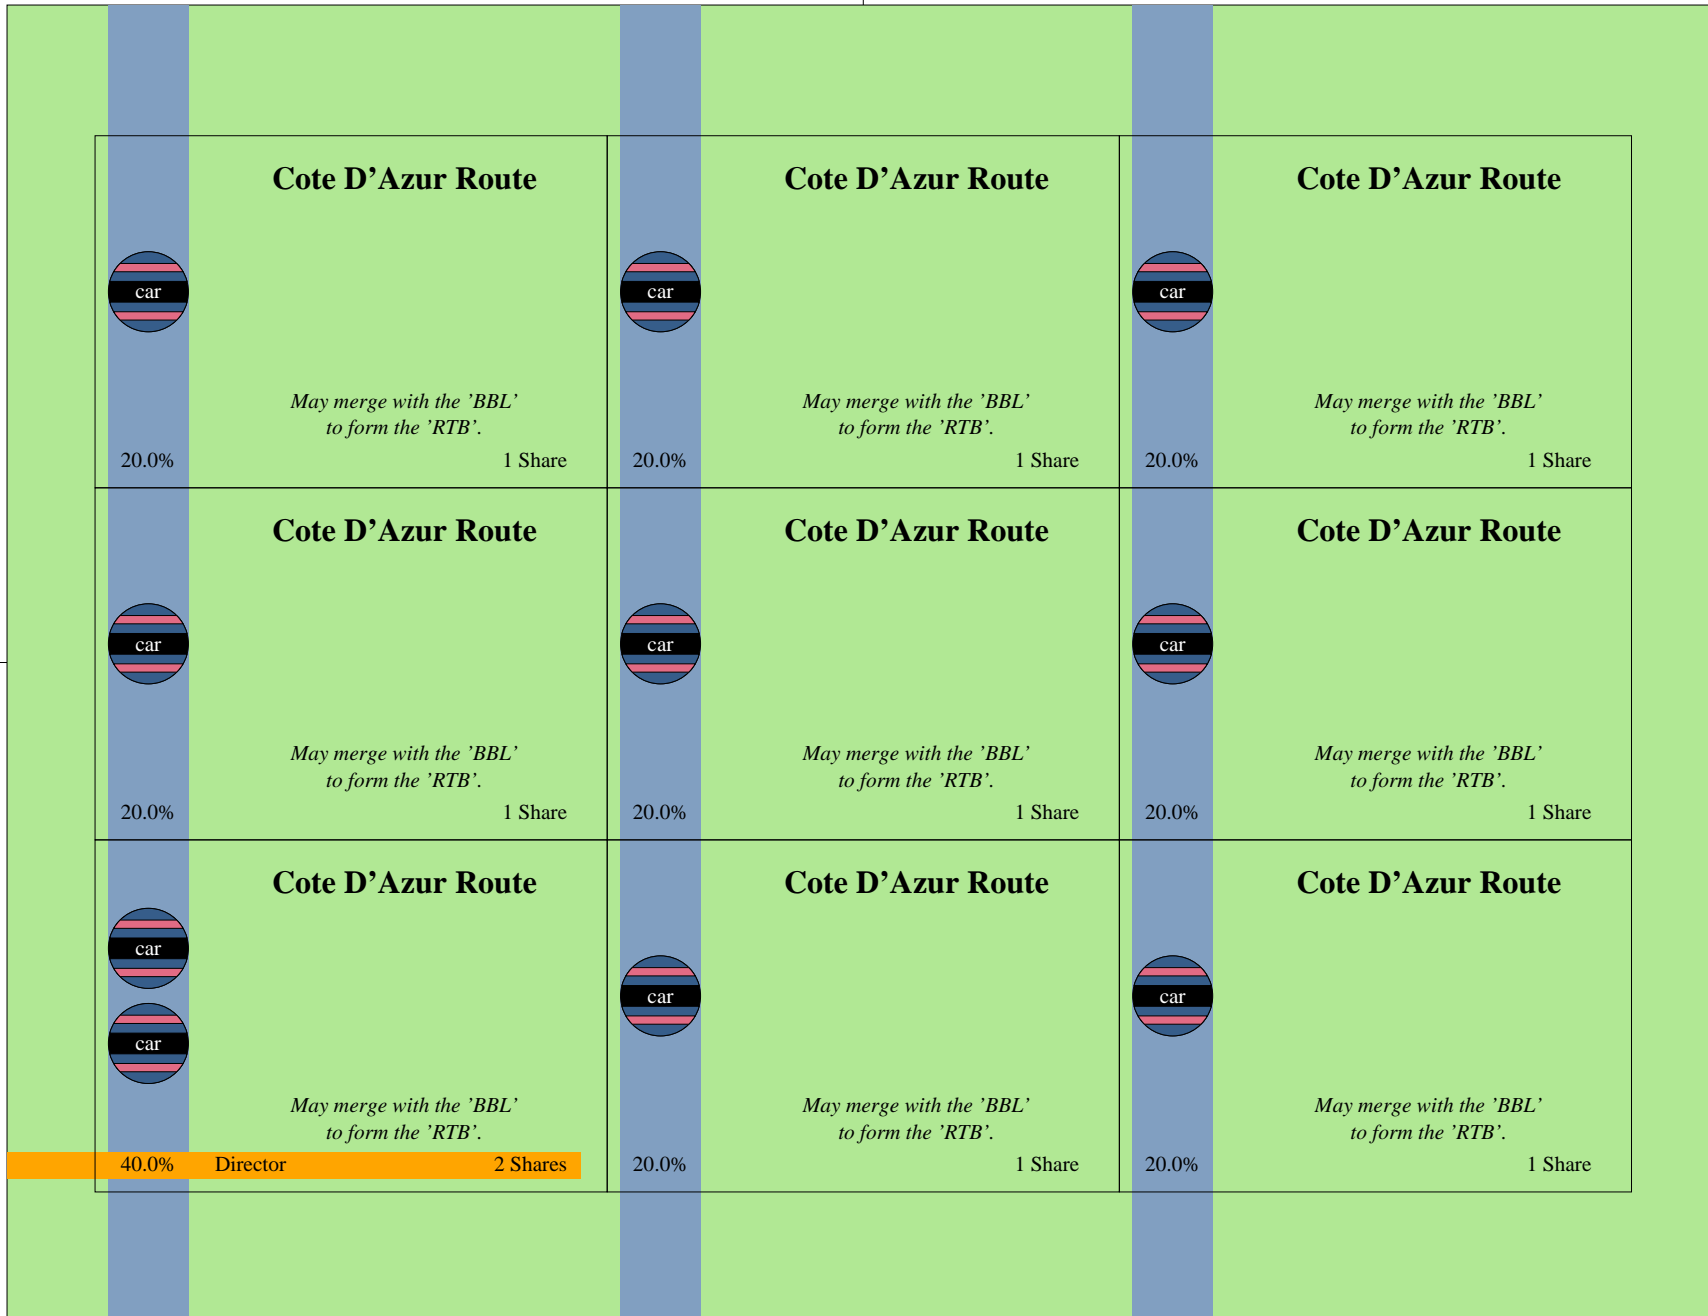 Cote D’Azur Route
car
May merge with the ’BBL’
to form the ’RTB’.
20.0% 1 Share
Cote D’Azur Route
car
May merge with the ’BBL’
to form the ’RTB’.
20.0% 1 Share
Cote D’Azur Route
car
May merge with the ’BBL’
to form the ’RTB’.
20.0% 1 Share
Cote D’Azur Route
car
May merge with the ’BBL’
to form the ’RTB’.
20.0% 1 Share
Cote D’Azur Route
car
May merge with the ’BBL’
to form the ’RTB’.
20.0% 1 Share
Cote D’Azur Route
car
May merge with the ’BBL’
to form the ’RTB’.
20.0% 1 Share
Cote D’Azur Route
car
car
May merge with the ’BBL’
to form the ’RTB’.
40.0% Director 2 Shares
Cote D’Azur Route
car
May merge with the ’BBL’
to form the ’RTB’.
20.0% 1 Share
Cote D’Azur Route
car
May merge with the ’BBL’
to form the ’RTB’.
20.0% 1 Share